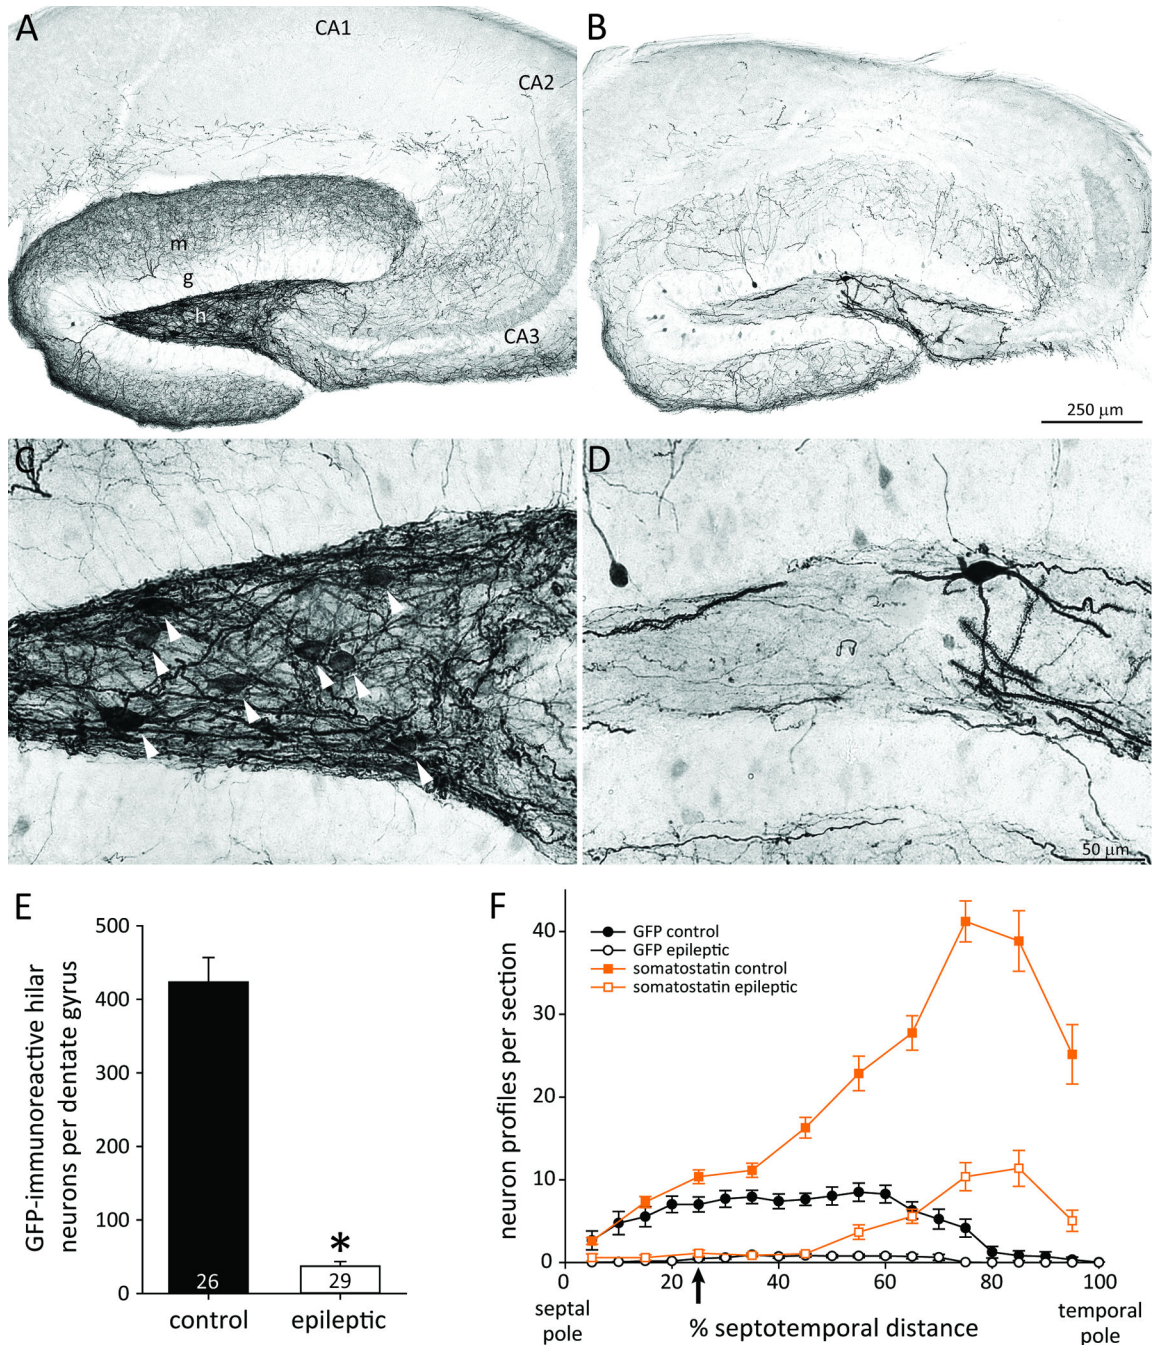 A
CA1
CA2
m
g
h
CA3
B
250 μm
C
D
50 μm
E
GFP-immunoreactive hilar
neurons per dentate gyrus
500
400
300
200
100
0
26
*
29
control
epileptic
F
neuron profiles per section
40
30
20
10
0
GFP control
GFP epileptic
somatostatin control
somatostatin epileptic
0
20
40
60
80
100
septal
pole
% septotemporal distance
temporal
pole